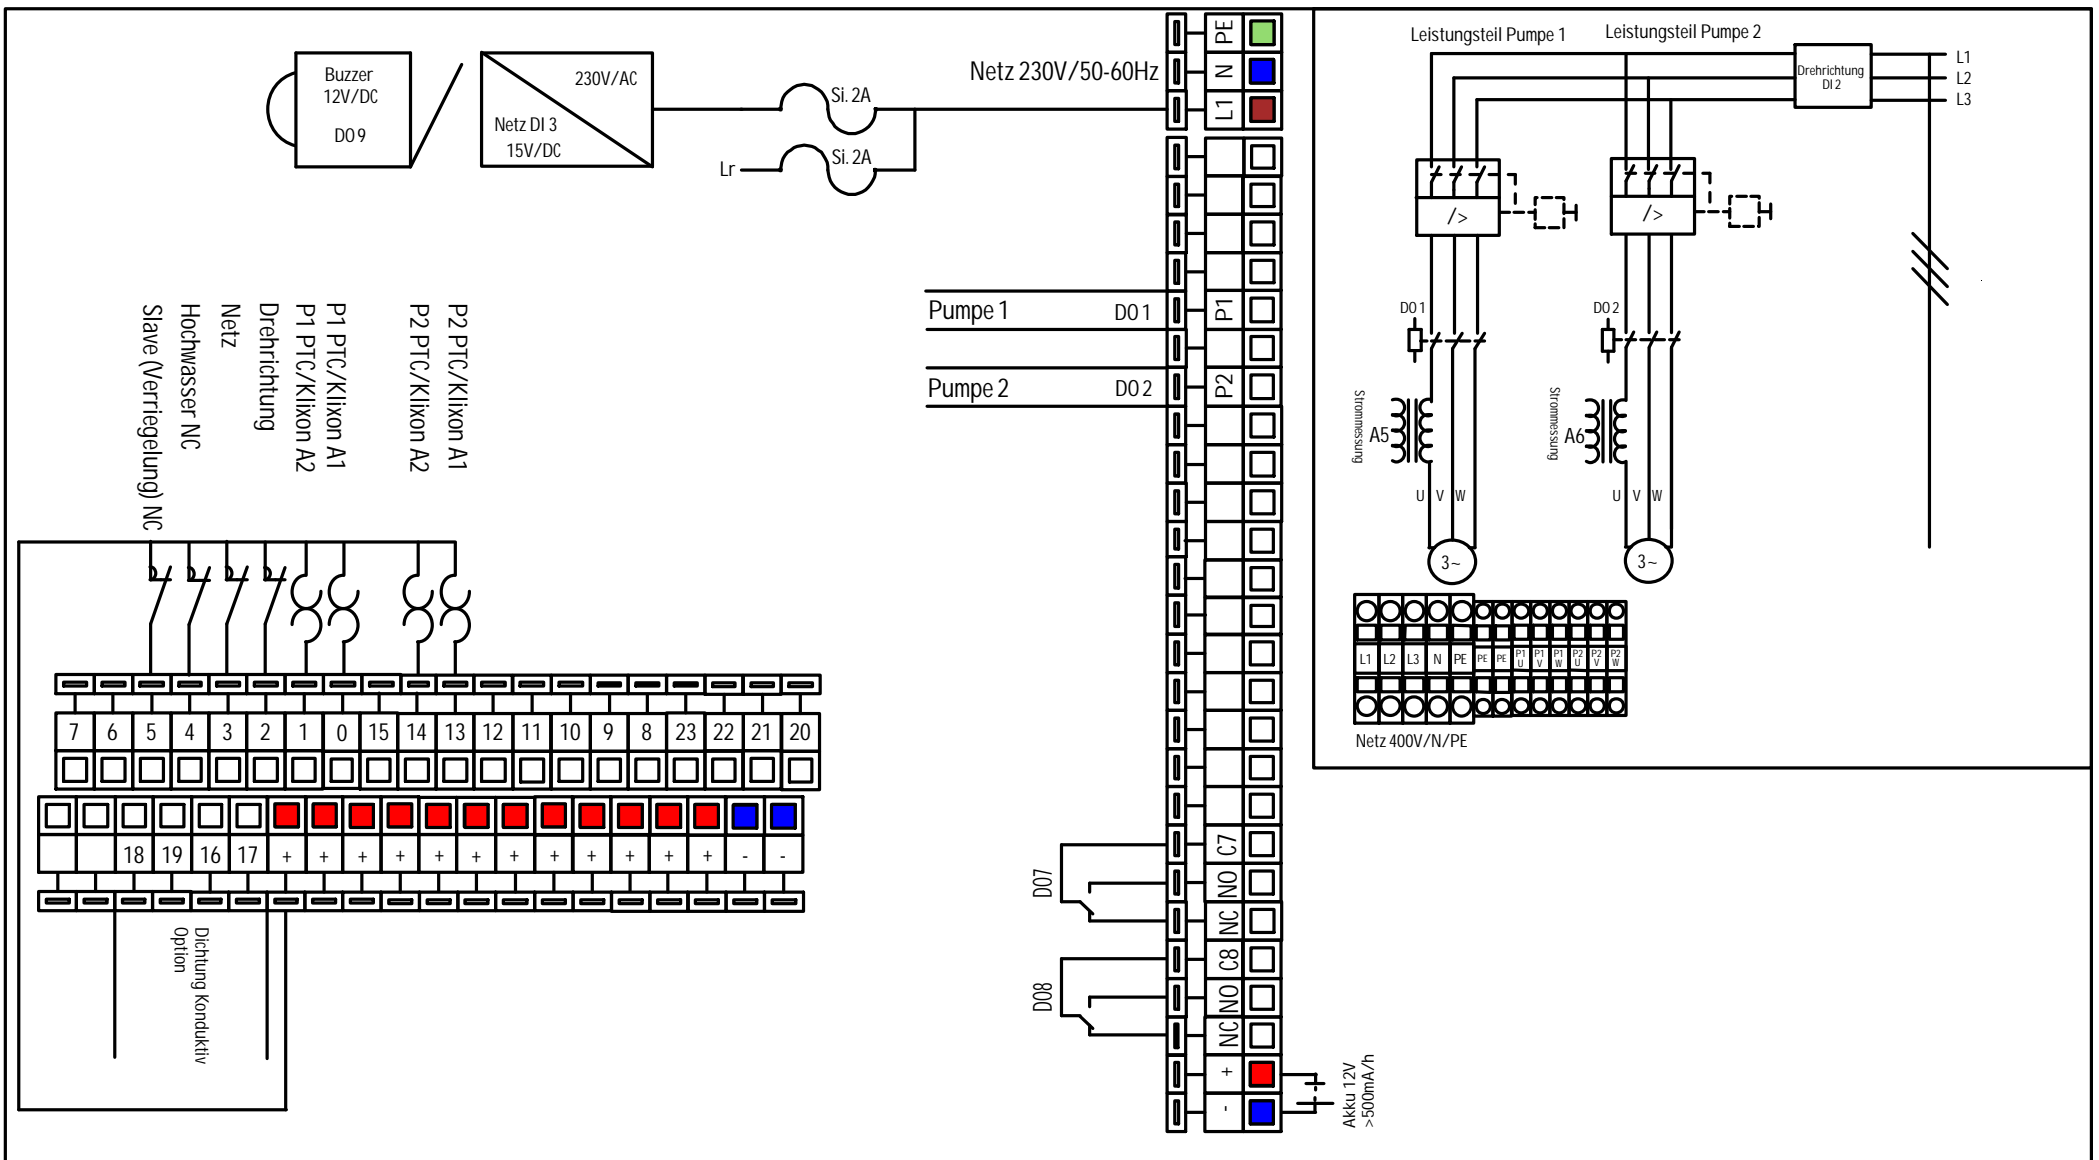 Buzzer
12V/DC
DO 9
230V/AC
Netz DI 3
15V/DC
Si. 2A
Si. 2A
Lr
Netz 230V/50-60Hz
PE
N
L1
Pumpe 1 DO 1
P1
Pumpe 2 DO 2
P2
C7
NO
NC
DO7
C8
NO
NC
DO8
+
-
Akku 12V
>500mA/h
Slave (Verriegelung) NC
Hochwasser NC
Netz
Drehrichtung
P1 PTC/Klixon A2
P1 PTC/Klixon A1
P2 PTC/Klixon A2
P2 PTC/Klixon A1
7 6 5 4 3 2 1 0 15 14 13 12 11 10 9 8 23 22 21 20
18 19 16 17 + + + + + + + + + + + + - -
Dichtung Konduktiv
Option
Leistungsteil Pumpe 1
Leistungsteil Pumpe 2
Drehrichtung
DI 2
L1
L2
L3
/>
/>
DO 1
DO 2
Strommessung
A5
Strommessung
A6
U V W
U V W
3~
3~
L1 L2 L3 N PE PE PE P1 U P1 V P1 W P2 U P2 V P2 W
Netz 400V/N/PE